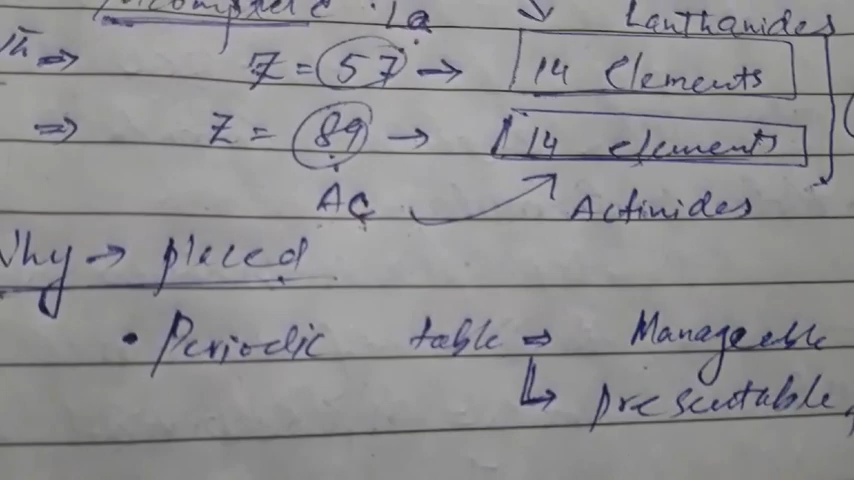 La Lanthanides
⇒ Z = 57 → 14 Elements
⇒ Z = 89 → 14 elements
Ac Actinides
Why → placed
• Periodic table ⇒ Manageable
↳ presentable,